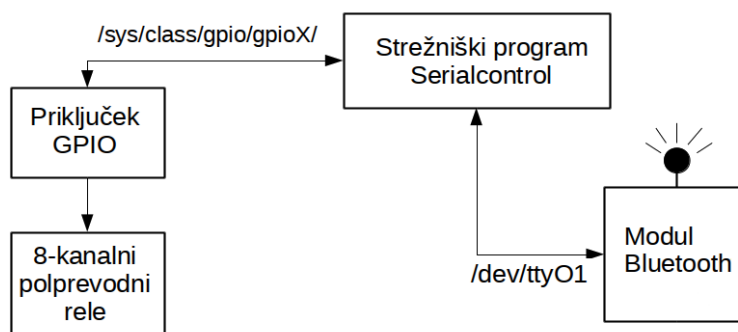 /sys/class/gpio/gpioX/
Strežniški program
Serialcontrol
Priključek
GPIO
8-kanalni
polprevodni
rele
/dev/ttyO1
Modul
Bluetooth